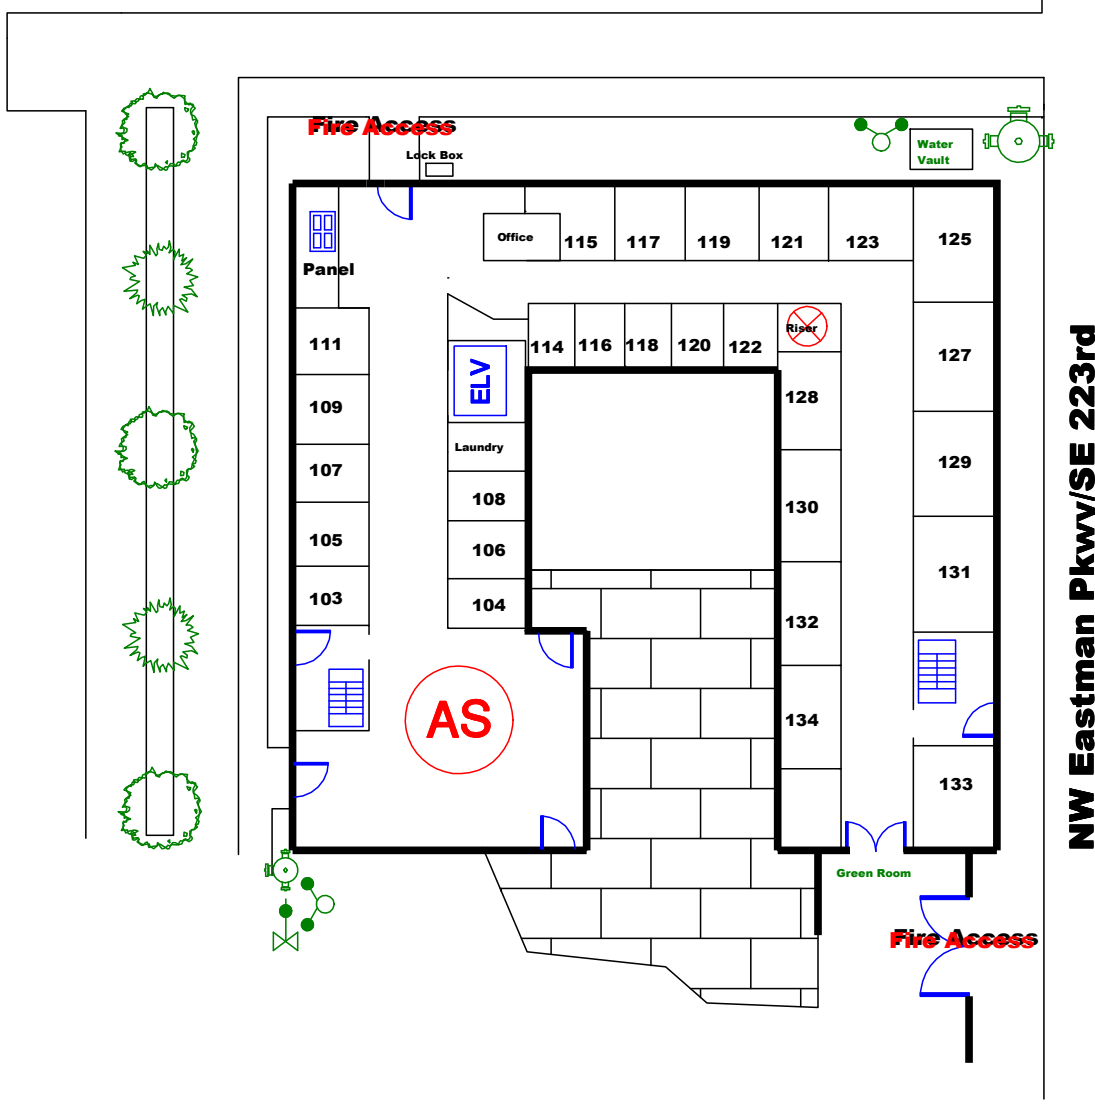 Fire Access
Lock Box
Water
Vault
Panel
Office
115
117
119
121
123
125
111
114
116
118
120
122
Riser
127
109
ELV
128
107
Laundry
129
108
130
105
106
131
103
104
132
AS
134
133
Green Room
Fire Access
NW Eastman Pkwy/SE 223rd